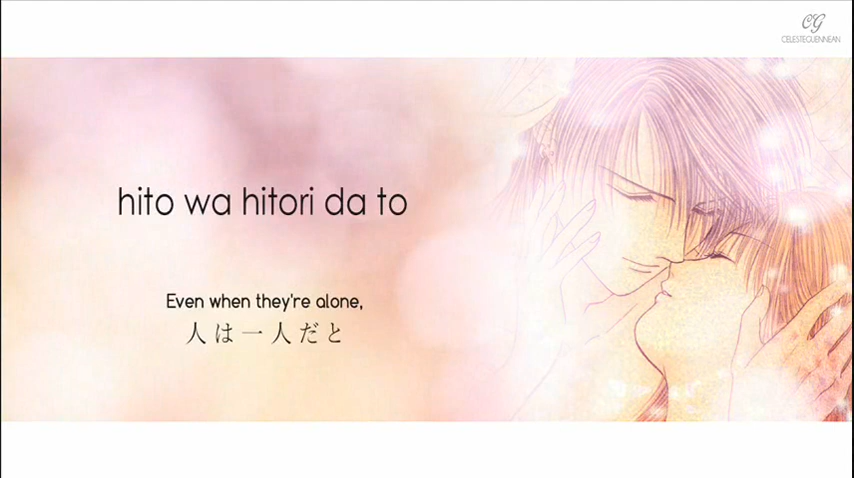 CG
CELESTEGUENNEAN
hito wa hitori da to
Even when they're alone,
人は一人だと